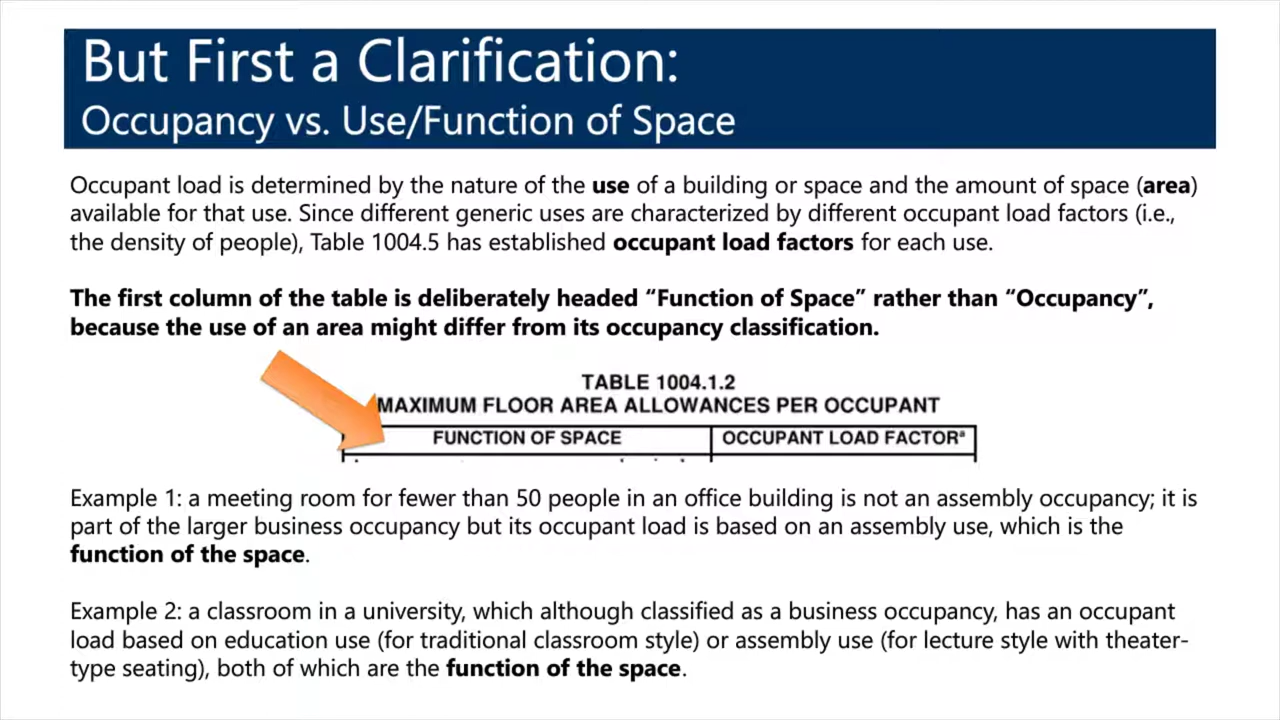 But First a Clarification:
Occupancy vs. Use/Function of Space
Occupant load is determined by the nature of the use of a building or space and the amount of space (area)
available for that use. Since different generic uses are characterized by different occupant load factors (i.e.,
the density of people), Table 1004.5 has established occupant load factors for each use.
The first column of the table is deliberately headed “Function of Space” rather than “Occupancy”,
because the use of an area might differ from its occupancy classification.
TABLE 1004.1.2
MAXIMUM FLOOR AREA ALLOWANCES PER OCCUPANT
FUNCTION OF SPACE OCCUPANT LOAD FACTORª
Example 1: a meeting room for fewer than 50 people in an office building is not an assembly occupancy; it is
part of the larger business occupancy but its occupant load is based on an assembly use, which is the
function of the space.
Example 2: a classroom in a university, which although classified as a business occupancy, has an occupant
load based on education use (for traditional classroom style) or assembly use (for lecture style with theater-
type seating), both of which are the function of the space.